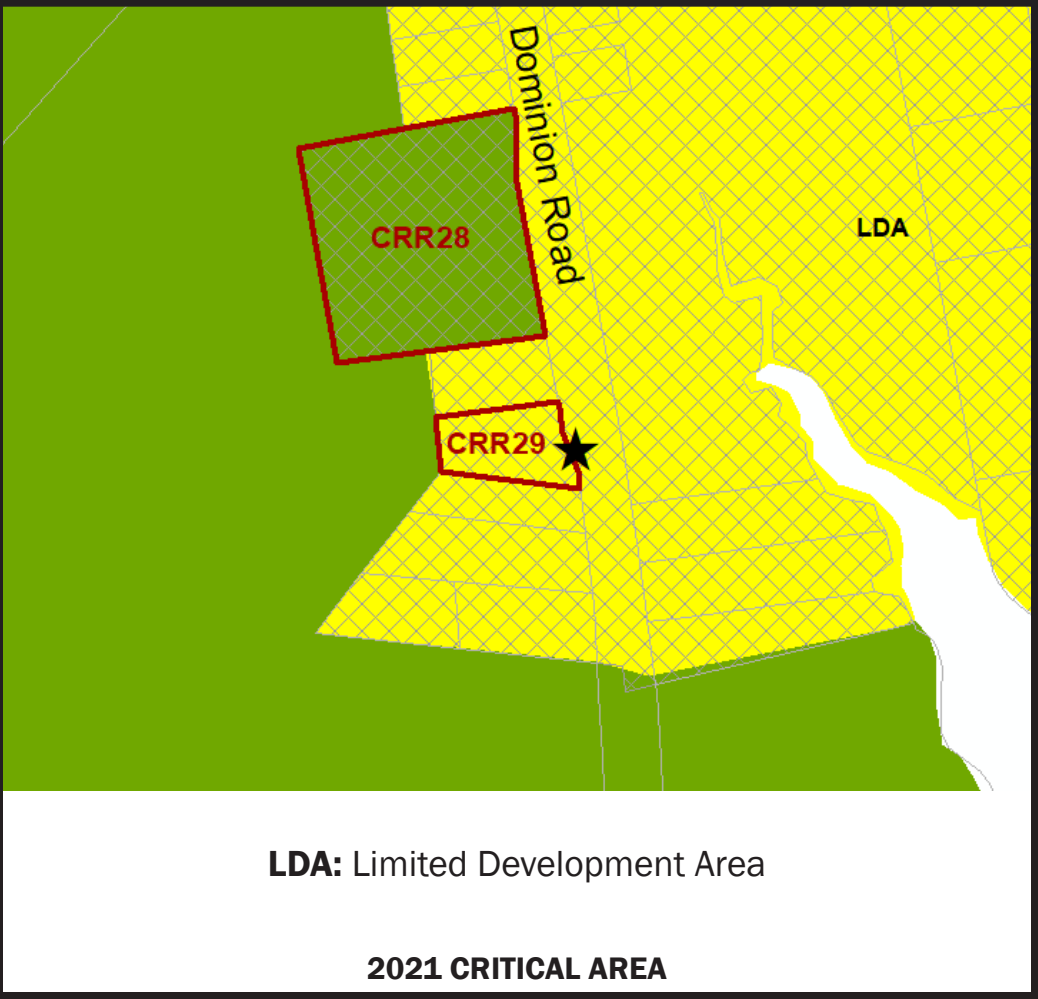 Dominion Road
CRR28
LDA
CRR29
LDA: Limited Development Area
2021 CRITICAL AREA